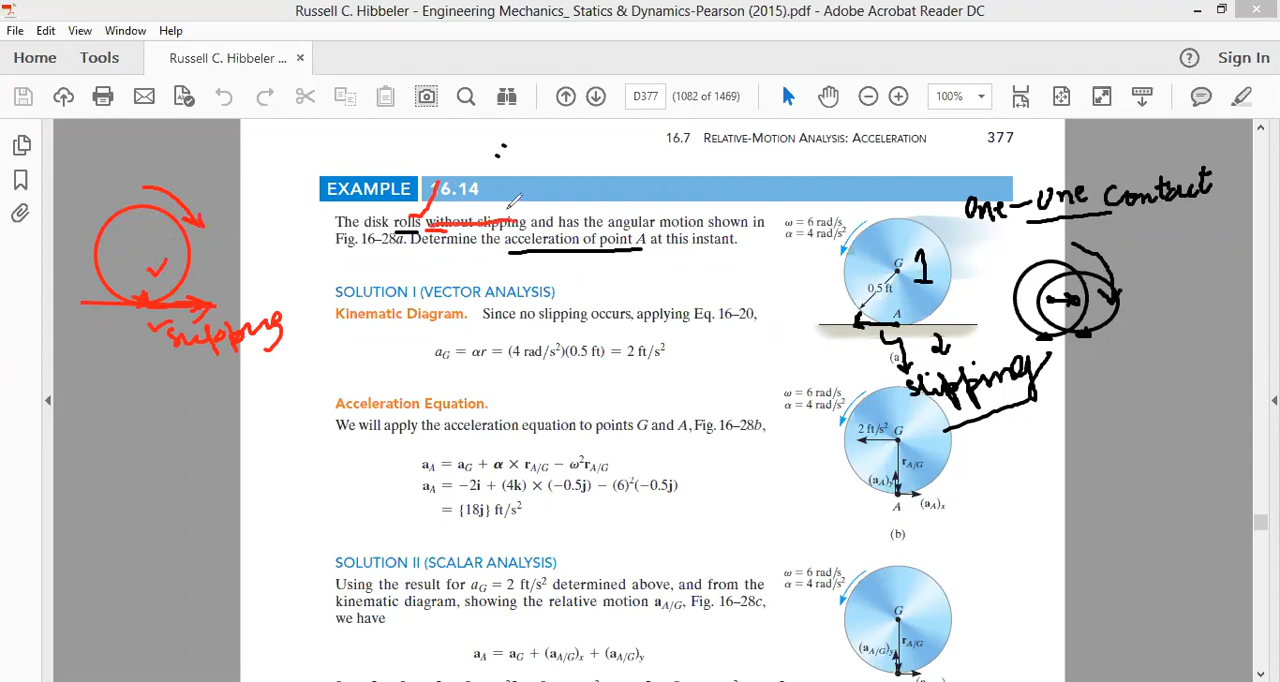 Russell C. Hibbeler - Engineering Mechanics_ Statics & Dynamics-Pearson (2015).pdf - Adobe Acrobat Reader DC
File Edit View Window Help
Home Tools Russell C. Hibbeler ... × Sign In
D377 (1082 of 1469) 100%
16.7 RELATIVE-MOTION ANALYSIS: ACCELERATION 377
EXAMPLE 16.14
one-one contact
The disk rolls without slipping and has the angular motion shown in
Fig. 16–28a. Determine the acceleration of point A at this instant.
ω = 6 rad/s
α = 4 rad/s²
G
1
0.5 ft
A
2
(a)
slipping
slipping
SOLUTION I (VECTOR ANALYSIS)
Kinematic Diagram. Since no slipping occurs, applying Eq. 16–20,
a_G = αr = (4 rad/s²)(0.5 ft) = 2 ft/s²
Acceleration Equation.
We will apply the acceleration equation to points G and A, Fig. 16–28b,
a_A = a_G + α × r_A/G − ω²r_A/G
a_A = −2i + (4k) × (−0.5j) − (6)²(−0.5j)
= {18j} ft/s²
ω = 6 rad/s
α = 4 rad/s²
2 ft/s² G
r_A/G
(a_A)y
A (a_A)x
(b)
SOLUTION II (SCALAR ANALYSIS)
Using the result for a_G = 2 ft/s² determined above, and from the
kinematic diagram, showing the relative motion a_A/G, Fig. 16–28c,
we have
a_A = a_G + (a_A/G)x + (a_A/G)y
ω = 6 rad/s
α = 4 rad/s²
G
r_A/G
(a_A/G)y